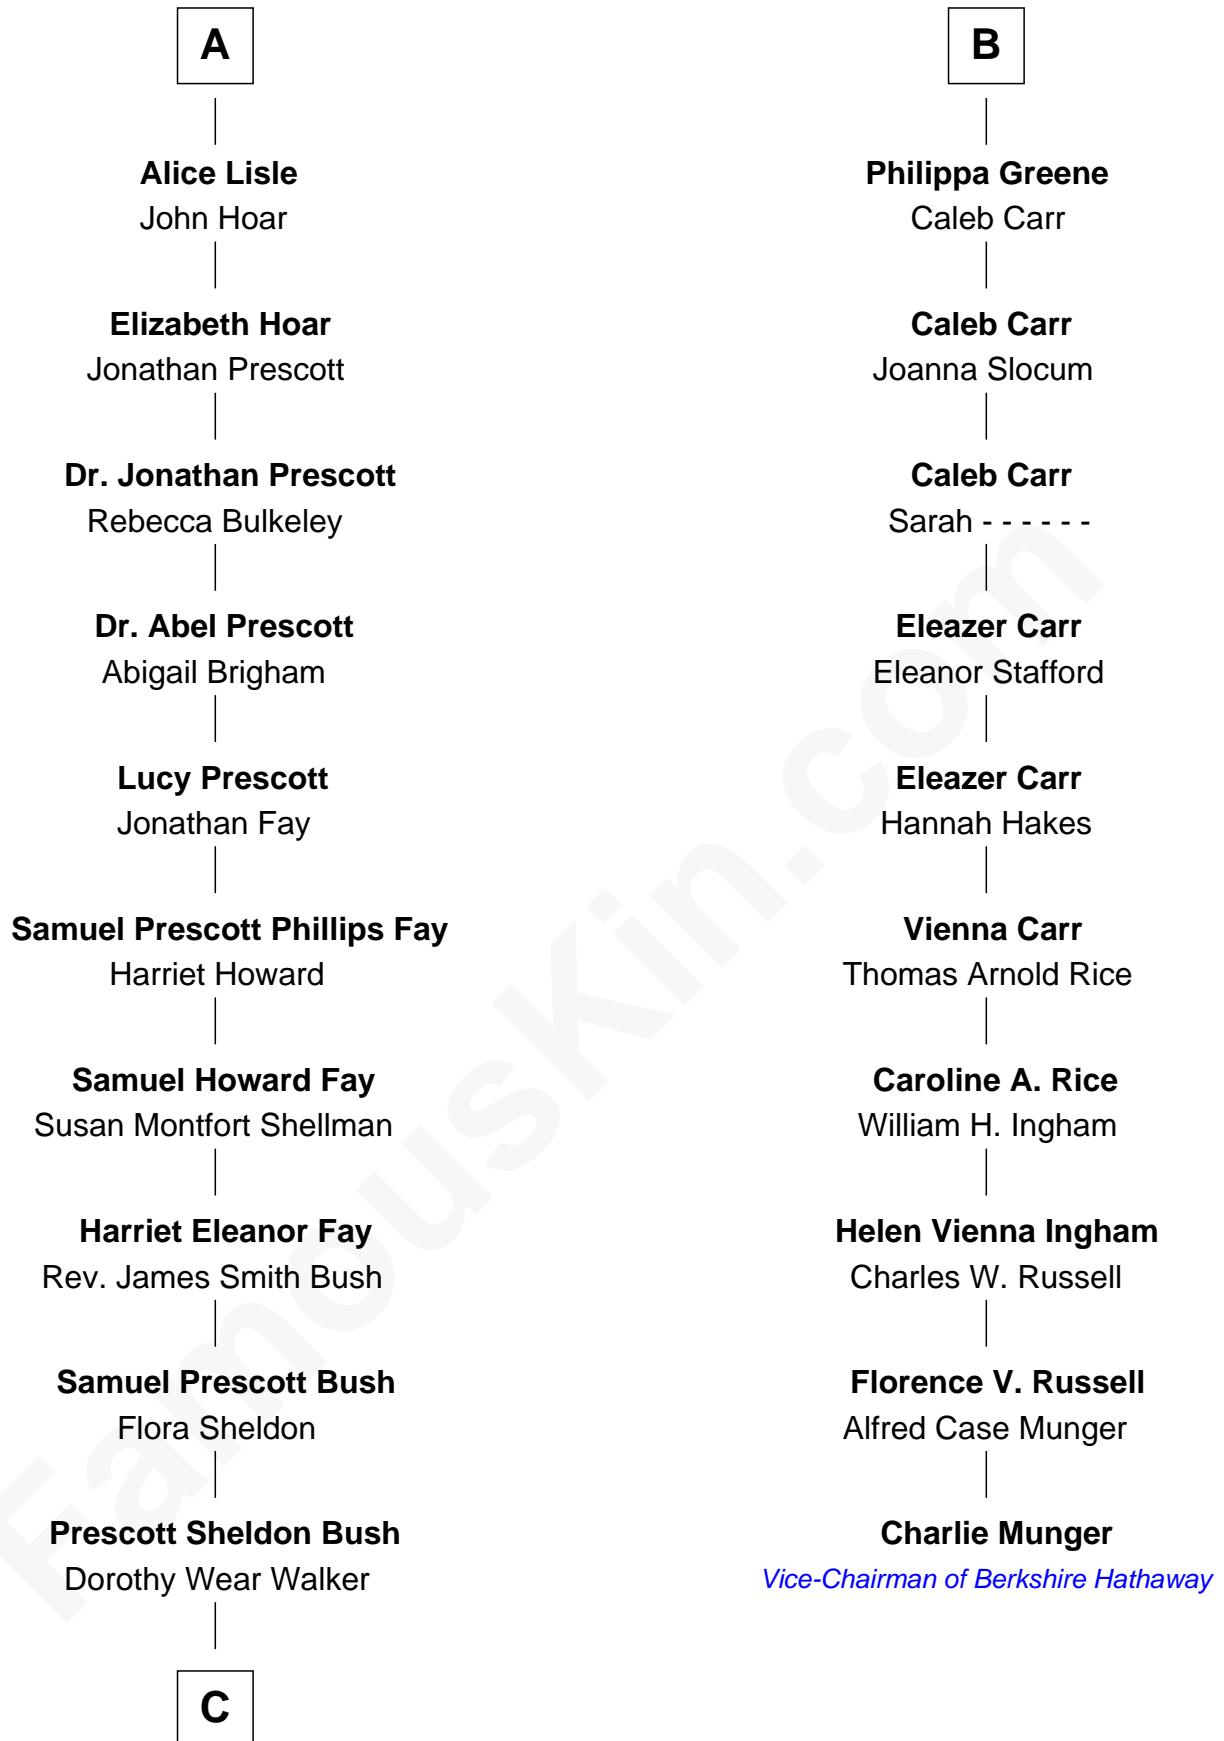 A
Alice Lisle
John Hoar
Elizabeth Hoar
Jonathan Prescott
Dr. Jonathan Prescott
Rebecca Bulkeley
Dr. Abel Prescott
Abigail Brigham
Lucy Prescott
Jonathan Fay
Samuel Prescott Phillips Fay
Harriet Howard
Samuel Howard Fay
Susan Montfort Shellman
Harriet Eleanor Fay
Rev. James Smith Bush
Samuel Prescott Bush
Flora Sheldon
Prescott Sheldon Bush
Dorothy Wear Walker
C
B
Philippa Greene
Caleb Carr
Caleb Carr
Joanna Slocum
Caleb Carr
Sarah - - - - - -
Eleazer Carr
Eleanor Stafford
Eleazer Carr
Hannah Hakes
Vienna Carr
Thomas Arnold Rice
Caroline A. Rice
William H. Ingham
Helen Vienna Ingham
Charles W. Russell
Florence V. Russell
Alfred Case Munger
Charlie Munger
Vice-Chairman of Berkshire Hathaway
FamousKin.com